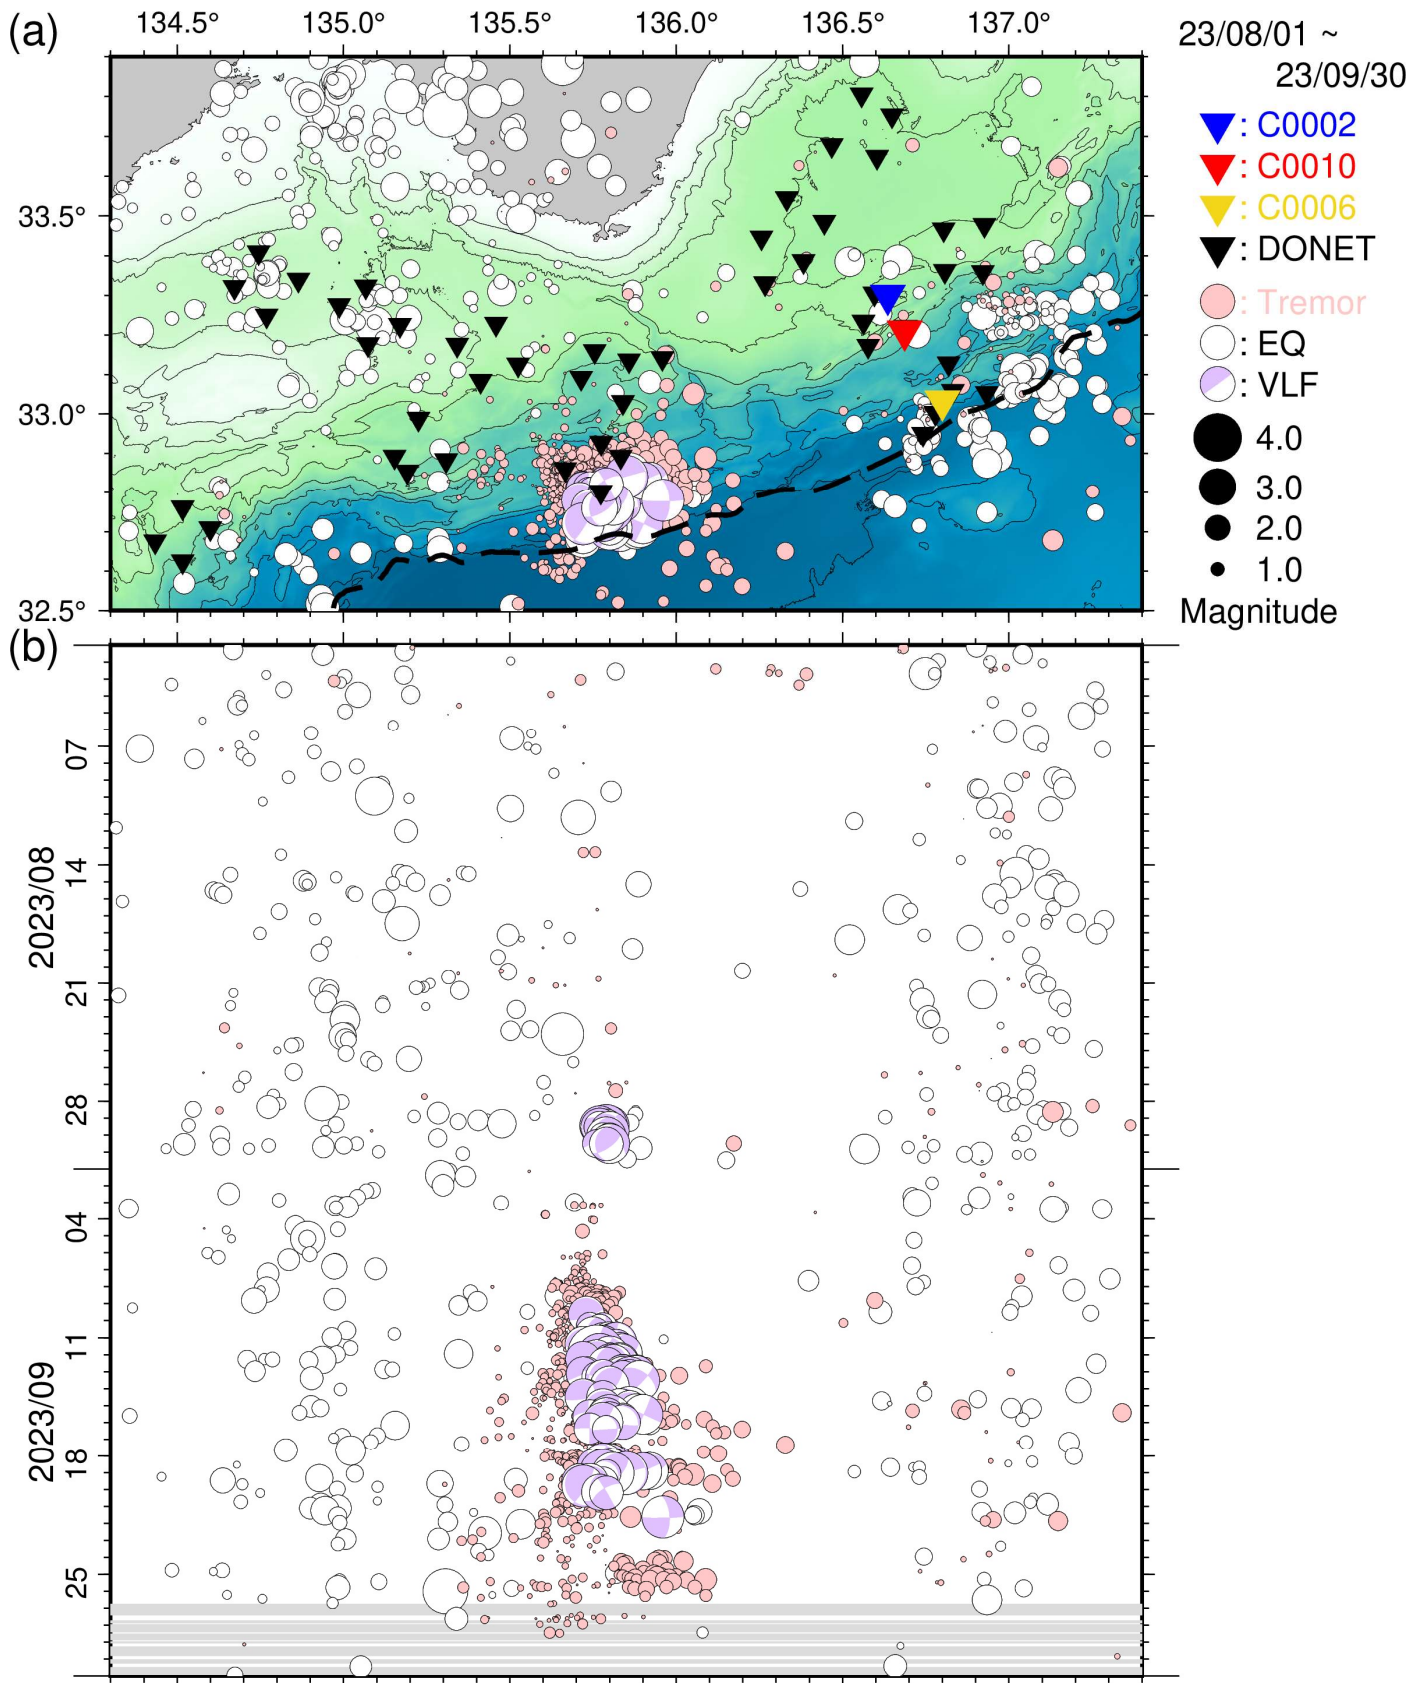 (a)
134.5° 135.0° 135.5° 136.0° 136.5° 137.0°
23/08/01 ~
23/09/30
: C0002
: C0010
: C0006
: DONET
: Tremor
: EQ
: VLF
4.0
3.0
2.0
1.0
Magnitude
33.5°
33.0°
32.5°
(b)
07
14
21
28
2023/08
04
11
18
25
2023/09